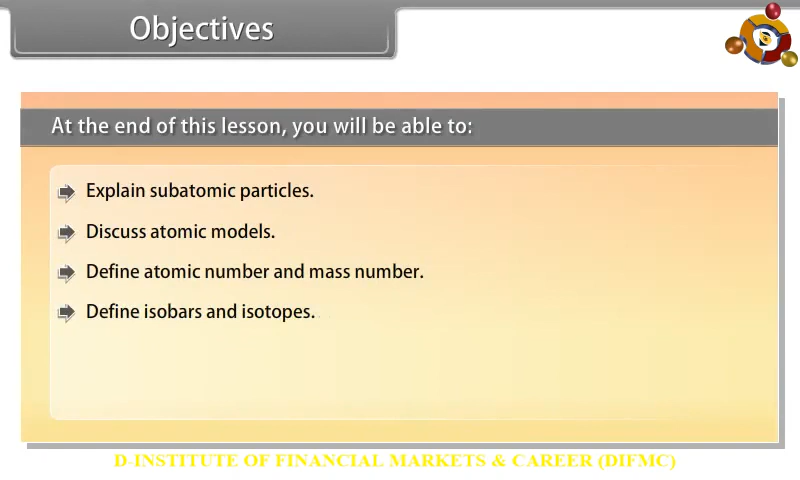 Objectives
At the end of this lesson, you will be able to:
Explain subatomic particles.
Discuss atomic models.
Define atomic number and mass number.
Define isobars and isotopes.
D-INSTITUTE OF FINANCIAL MARKETS & CAREER (DIFMC)